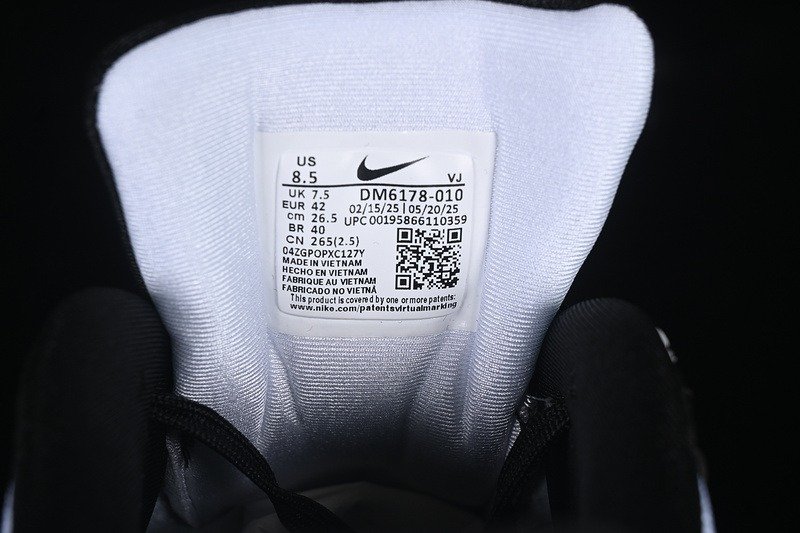 US
8.5
VJ
UK 7.5
DM6178-010
EUR 42
02/15/25 | 05/20/25
cm 26.5
UPC 00195866110359
BR 40
CN 265(2.5)
04ZGPOPXC127Y
MADE IN VIETNAM
HECHO EN VIETNAM
FABRIQUE AU VIETNAM
FABRICADO NO VIETNÃ
This product is covered by one or more patents:
www.nike.com/patentsvirtualmarking